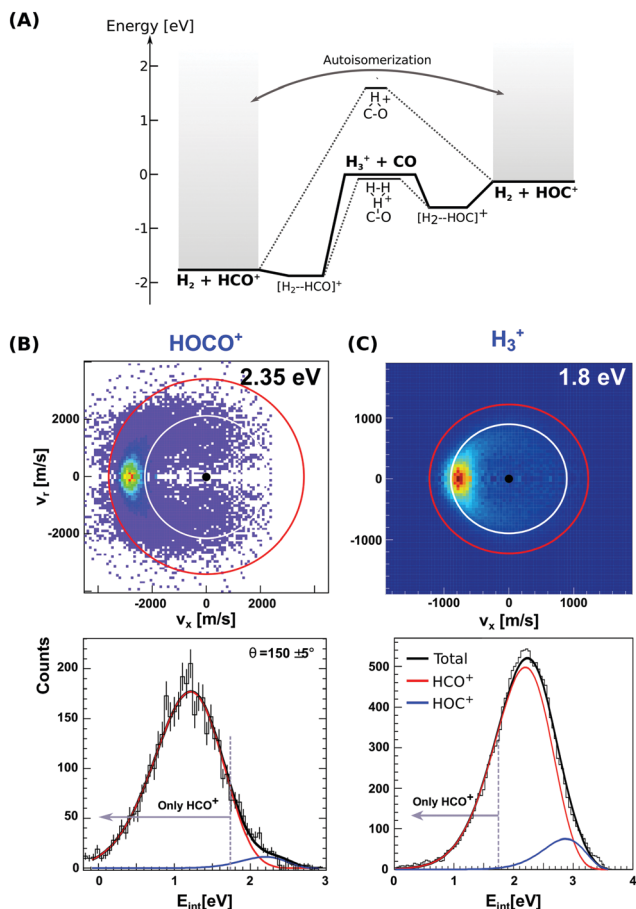 (A)
Energy [eV]
2
1
0
-1
-2
Autoisomerization
H +
C-O
H₃⁺ + CO
H-H
H +
C-O
[H₂--HOC]⁺
H₂ + HOC⁺
H₂ + HCO⁺
[H₂--HCO]⁺
(B)
HOCO⁺
2.35 eV
2000
0
-2000
vᵣ [m/s]
-2000 0 2000
vₓ [m/s]
(C)
H₃⁺
1.8 eV
1000
0
-1000
-1000 0 1000
vₓ [m/s]
Counts
200
150
100
50
0
θ=150 ±5°
Only HCO⁺
0 1 2 3
E_int[eV]
500
400
300
200
100
0
Total
HCO⁺
HOC⁺
Only HCO⁺
0 1 2 3 4
E_int[eV]